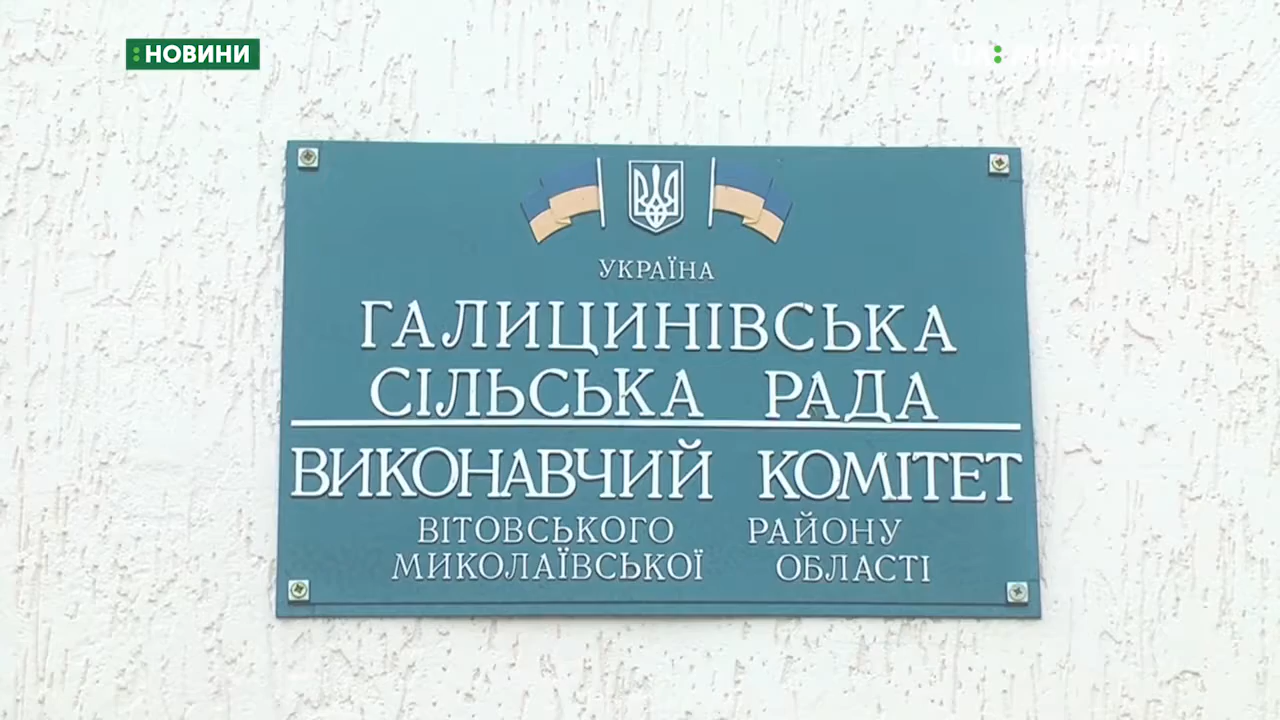 :НОВИНИ
УКРАЇНА
ГАЛИЦИНІВСЬКА
СІЛЬСЬКА РАДА
ВИКОНАВЧИЙ КОМІТЕТ
ВІТОВСЬКОГО РАЙОНУ
МИКОЛАЇВСЬКОЇ ОБЛАСТІ